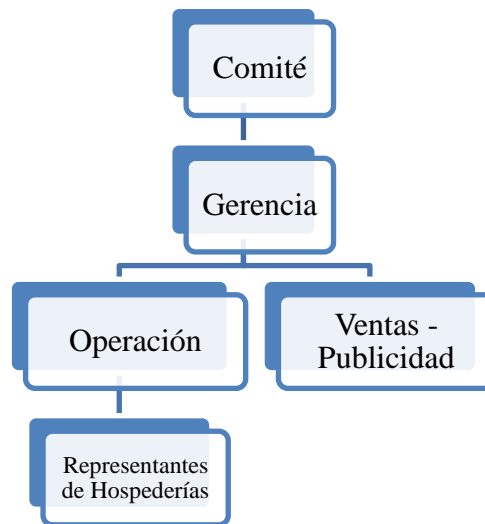 Comité
Gerencia
Operación
Ventas -
Publicidad
Representantes
de Hospederías